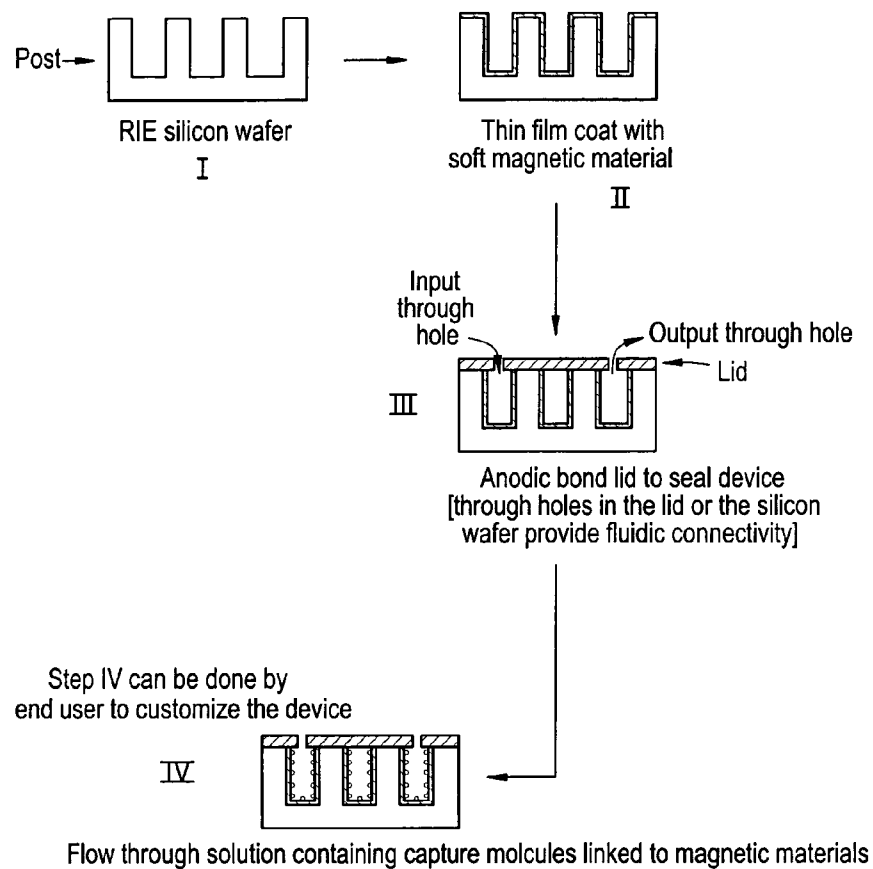 Post
RIE silicon wafer
I
Thin film coat with
soft magnetic material
II
Input
through
hole
Output through hole
Lid
III
Anodic bond lid to seal device
[through holes in the lid or the silicon
wafer provide fluidic connectivity]
Step IV can be done by
end user to customize the device
IV
Flow through solution containing capture molcules linked to magnetic materials